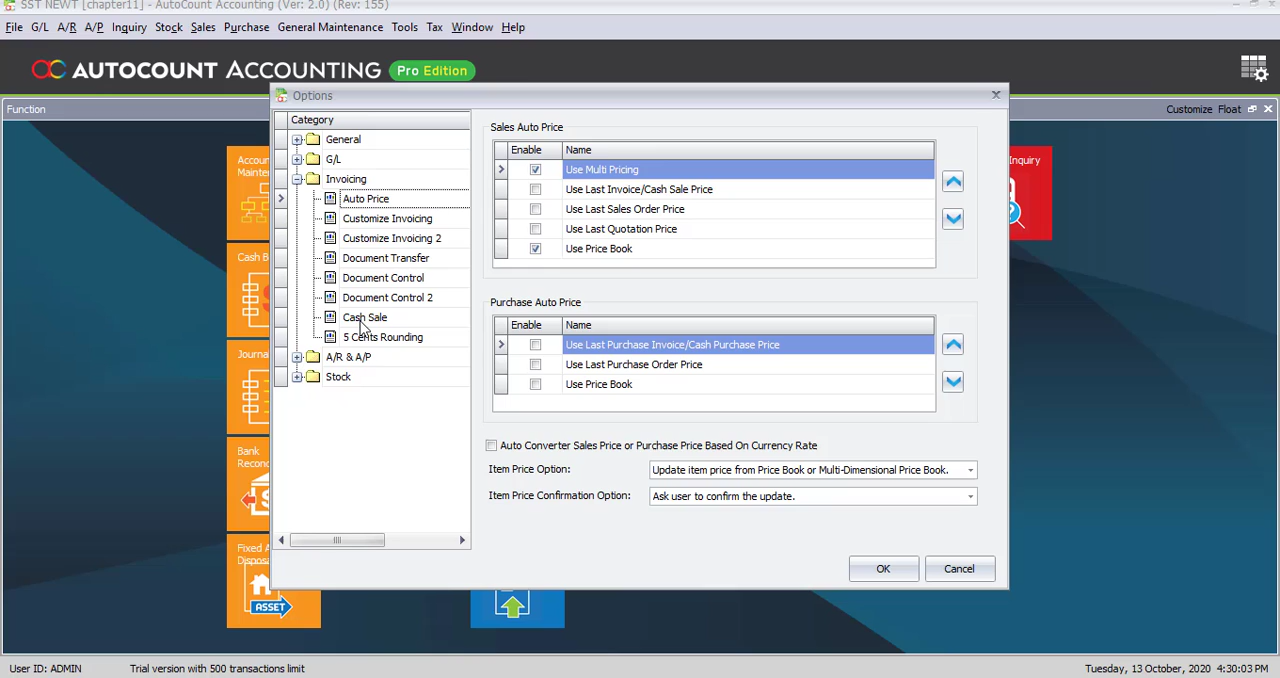 SST NEWT [chapter11] - AutoCount Accounting (Ver: 2.0) (Rev: 155)
File G/L A/R A/P Inquiry Stock Sales Purchase General Maintenance Tools Tax Window Help
AUTOCOUNT ACCOUNTING Pro Edition
Function
Customize Float
Options
Category
General
G/L
Invoicing
Auto Price
Customize Invoicing
Customize Invoicing 2
Document Transfer
Document Control
Document Control 2
Cash Sale
5 Cents Rounding
A/R & A/P
Stock
Sales Auto Price
Enable Name
Use Multi Pricing
Use Last Invoice/Cash Sale Price
Use Last Sales Order Price
Use Last Quotation Price
Use Price Book
Purchase Auto Price
Enable Name
Use Last Purchase Invoice/Cash Purchase Price
Use Last Purchase Order Price
Use Price Book
Auto Converter Sales Price or Purchase Price Based On Currency Rate
Item Price Option: Update item price from Price Book or Multi-Dimensional Price Book.
Item Price Confirmation Option: Ask user to confirm the update.
OK Cancel
Accoun
Mainte
Cash B
Journa
Bank
Recond
Fixed A
Dispos
ASSET
Inquiry
User ID: ADMIN
Trial version with 500 transactions limit
Tuesday, 13 October, 2020 4:30:03 PM